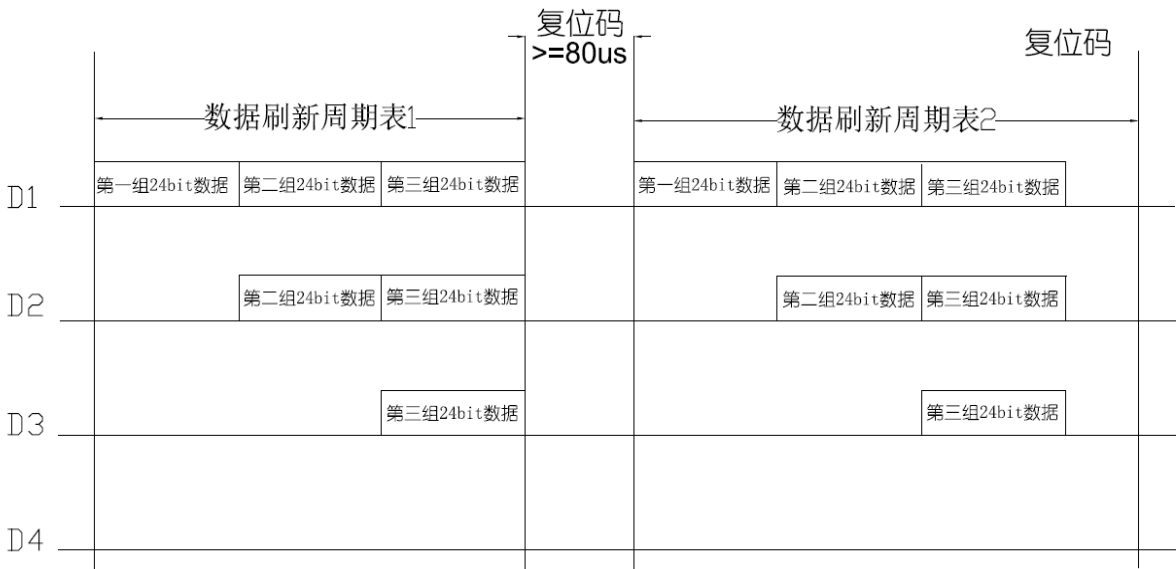 复位码
>=80us
复位码
数据刷新周期表1
数据刷新周期表2
D1
第一组24bit数据
第二组24bit数据
第三组24bit数据
第一组24bit数据
第二组24bit数据
第三组24bit数据
D2
第二组24bit数据
第三组24bit数据
第二组24bit数据
第三组24bit数据
D3
第三组24bit数据
第三组24bit数据
D4